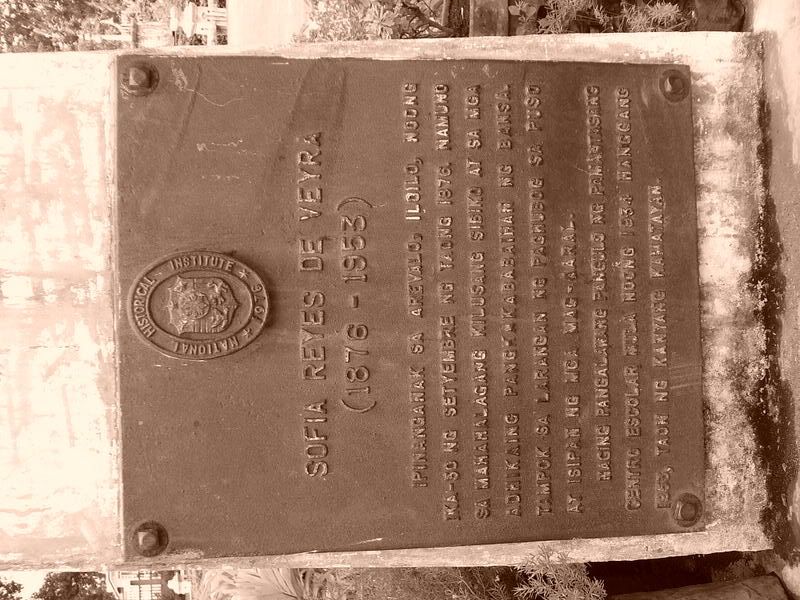 NATIONAL HISTORICAL INSTITUTE
1976
SOFIA REYES DE VEYRA
(1876 - 1953)
IPINANGANAK SA AREVALO, ILOILO, NOONG
IKA-30 NG SETYEMBRE NG TAONG 1876. NAMUNO
SA MAHAHALAGANG KILUSANG SIBIKO AT SA MGA
ADHIKAING PANGKAKABABAIHAN NG BANSA.
TAMPOK SA LARANGAN NG PAGHUBOG SA PUSO
AT ISIPAN NG MGA MAG-AARAL.
NAGING PANGALAWANG PANGULO NG PAMANTASANG
CENTRO ESCOLAR MULA NOONG 1934 HANGGANG
1953, TAON NG KANYANG KAMATAYAN.